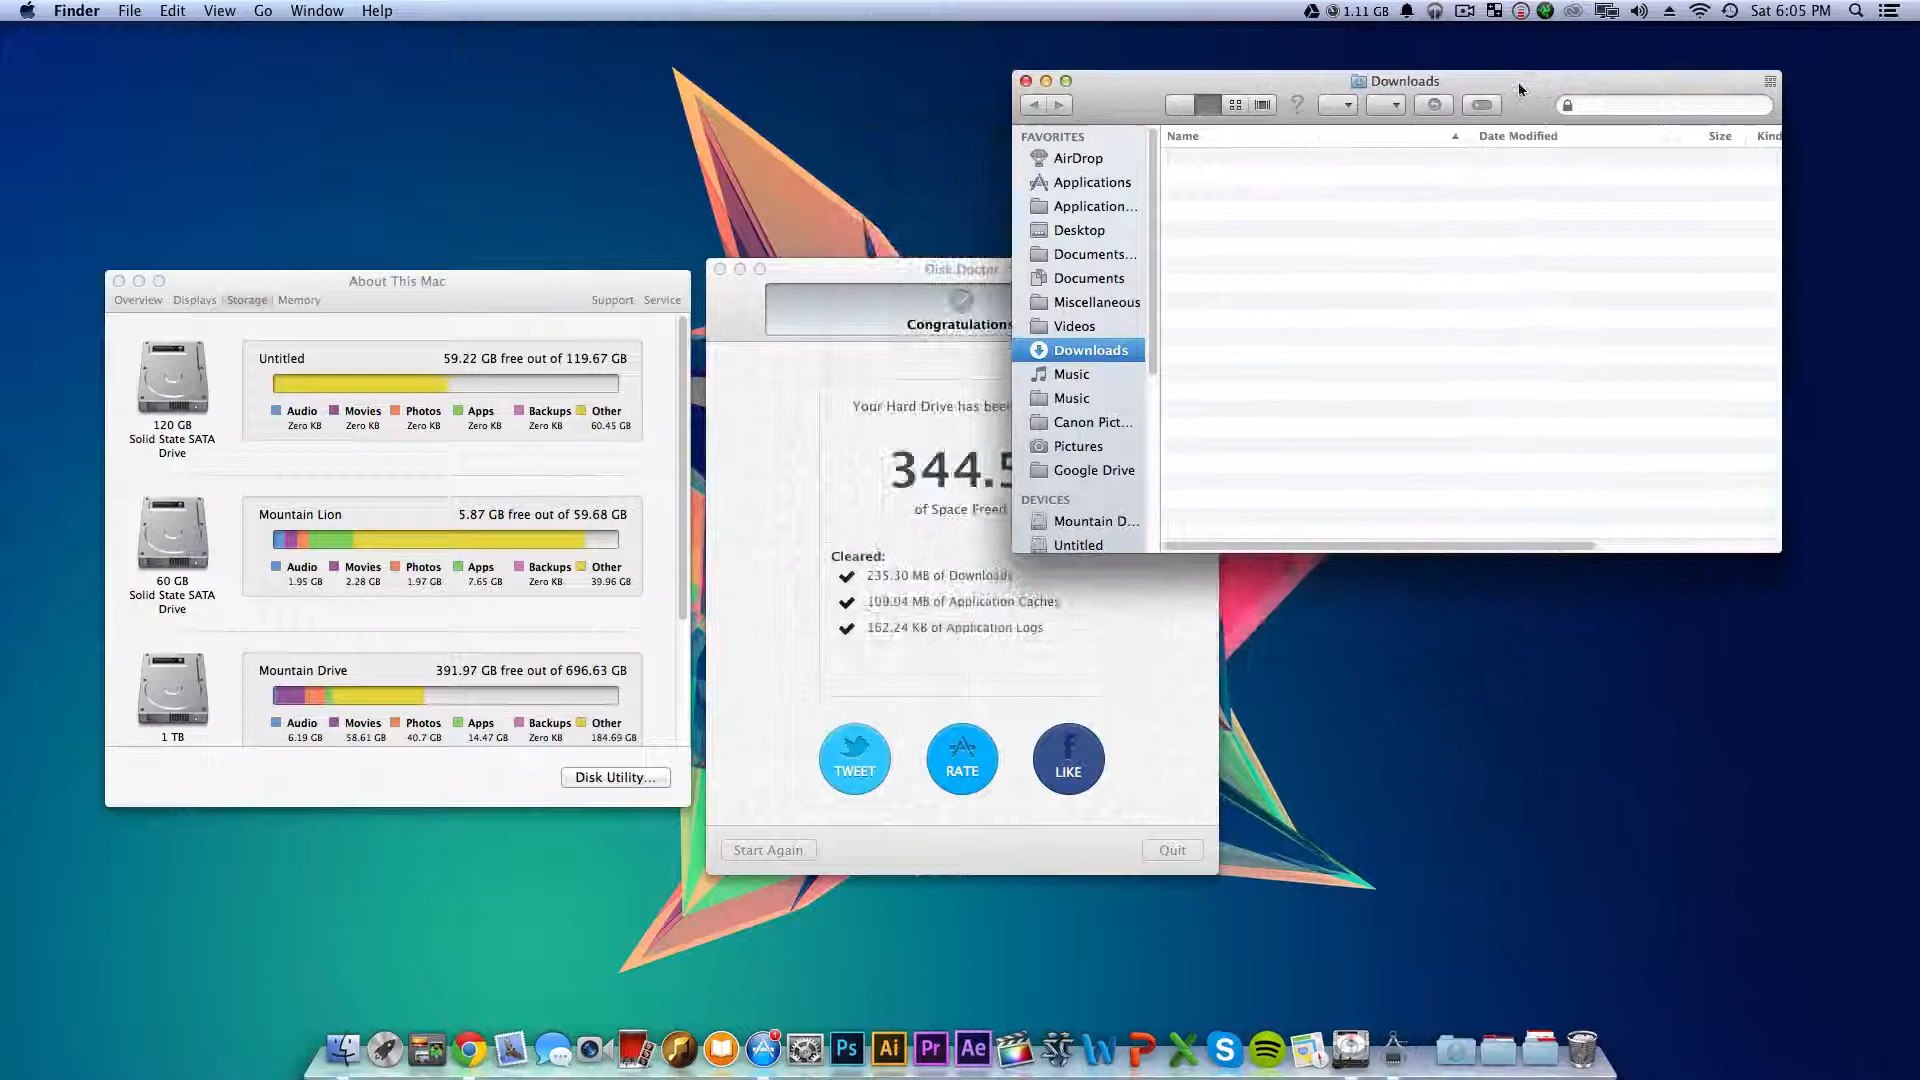 Finder File Edit View Go Window Help
1.11 GB
Sat 6:05 PM
Downloads
FAVORITES
AirDrop
Applications
Application...
Desktop
Documents...
Documents
Miscellaneous
Videos
Downloads
Music
Music
Canon Pict...
Pictures
Google Drive
DEVICES
Mountain D...
Untitled
Name
Date Modified
Size
Kind
About This Mac
Overview Displays Storage Memory
Support Service
120 GB
Solid State SATA
Drive
Untitled
59.22 GB free out of 119.67 GB
Audio Movies Photos Apps Backups Other
Zero KB Zero KB Zero KB Zero KB Zero KB 60.45 GB
60 GB
Solid State SATA
Drive
Mountain Lion
5.87 GB free out of 59.68 GB
Audio Movies Photos Apps Backups Other
1.95 GB 2.28 GB 1.97 GB 7.65 GB Zero KB 39.96 GB
1 TB
Mountain Drive
391.97 GB free out of 696.63 GB
Audio Movies Photos Apps Backups Other
6.19 GB 58.61 GB 40.7 GB 14.47 GB Zero KB 184.69 GB
Disk Utility...
Disk Doctor
Congratulations
Your Hard Drive has been
344.5
of Space Freed
Cleared:
235.30 MB of Downloads
109.04 MB of Application Caches
162.24 KB of Application Logs
TWEET
RATE
LIKE
Start Again
Quit
Ps
Ai
Pr
Ae